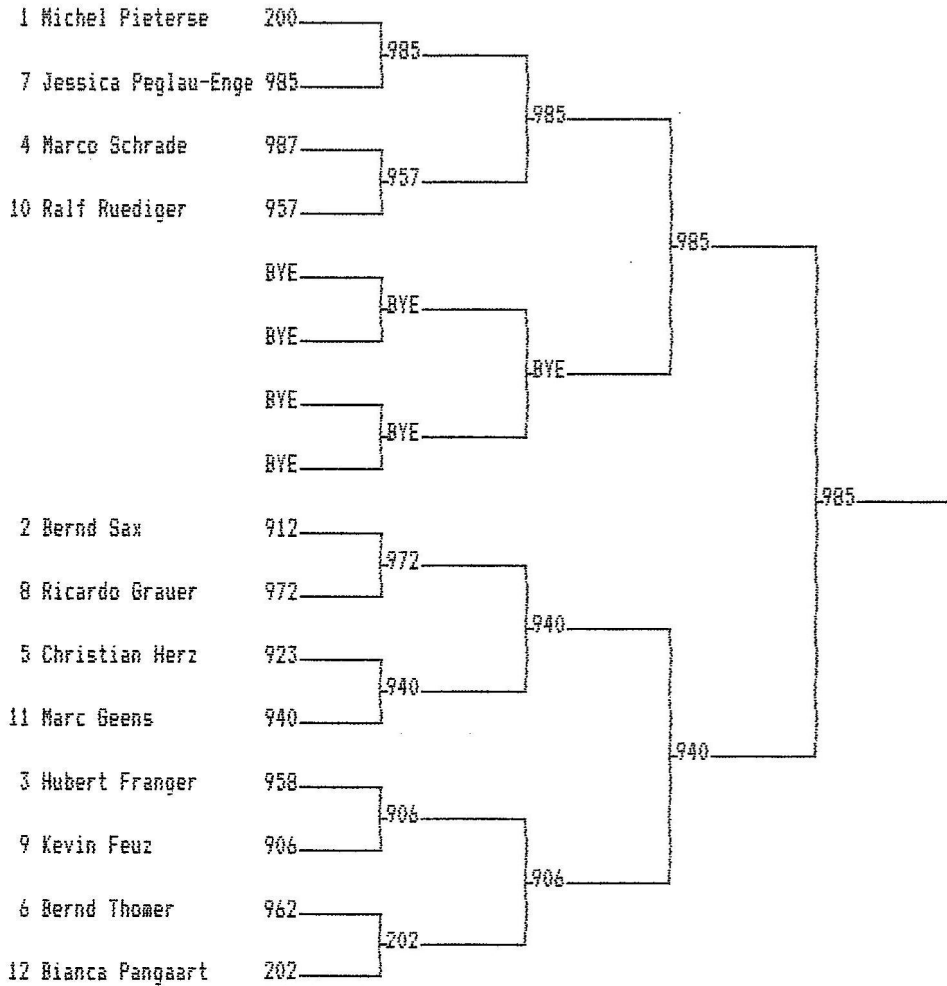 1 Michel Pieterse 200
985
7 Jessica Peglau-Enge 985
985
4 Marco Schrade 987
957
10 Ralf Ruediger 957
985
BYE
BYE
BYE
BYE
BYE
BYE
BYE
985
2 Bernd Sax 912
972
8 Ricardo Grauer 972
940
5 Christian Herz 923
940
11 Marc Geens 940
940
3 Hubert Franger 958
906
9 Kevin Feuz 906
906
6 Bernd Thomer 962
202
12 Bianca Pangaart 202